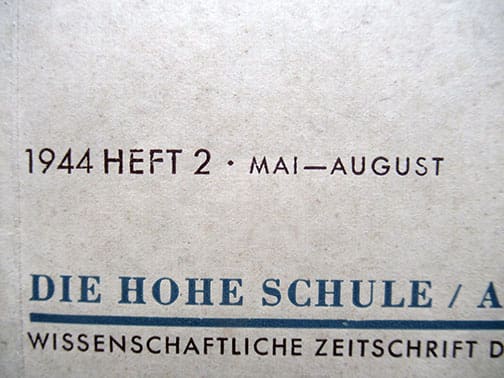 1944 HEFT 2 · MAI—AUGUST
DIE HOHE SCHULE / A
WISSENSCHAFTLICHE ZEITSCHRIFT D